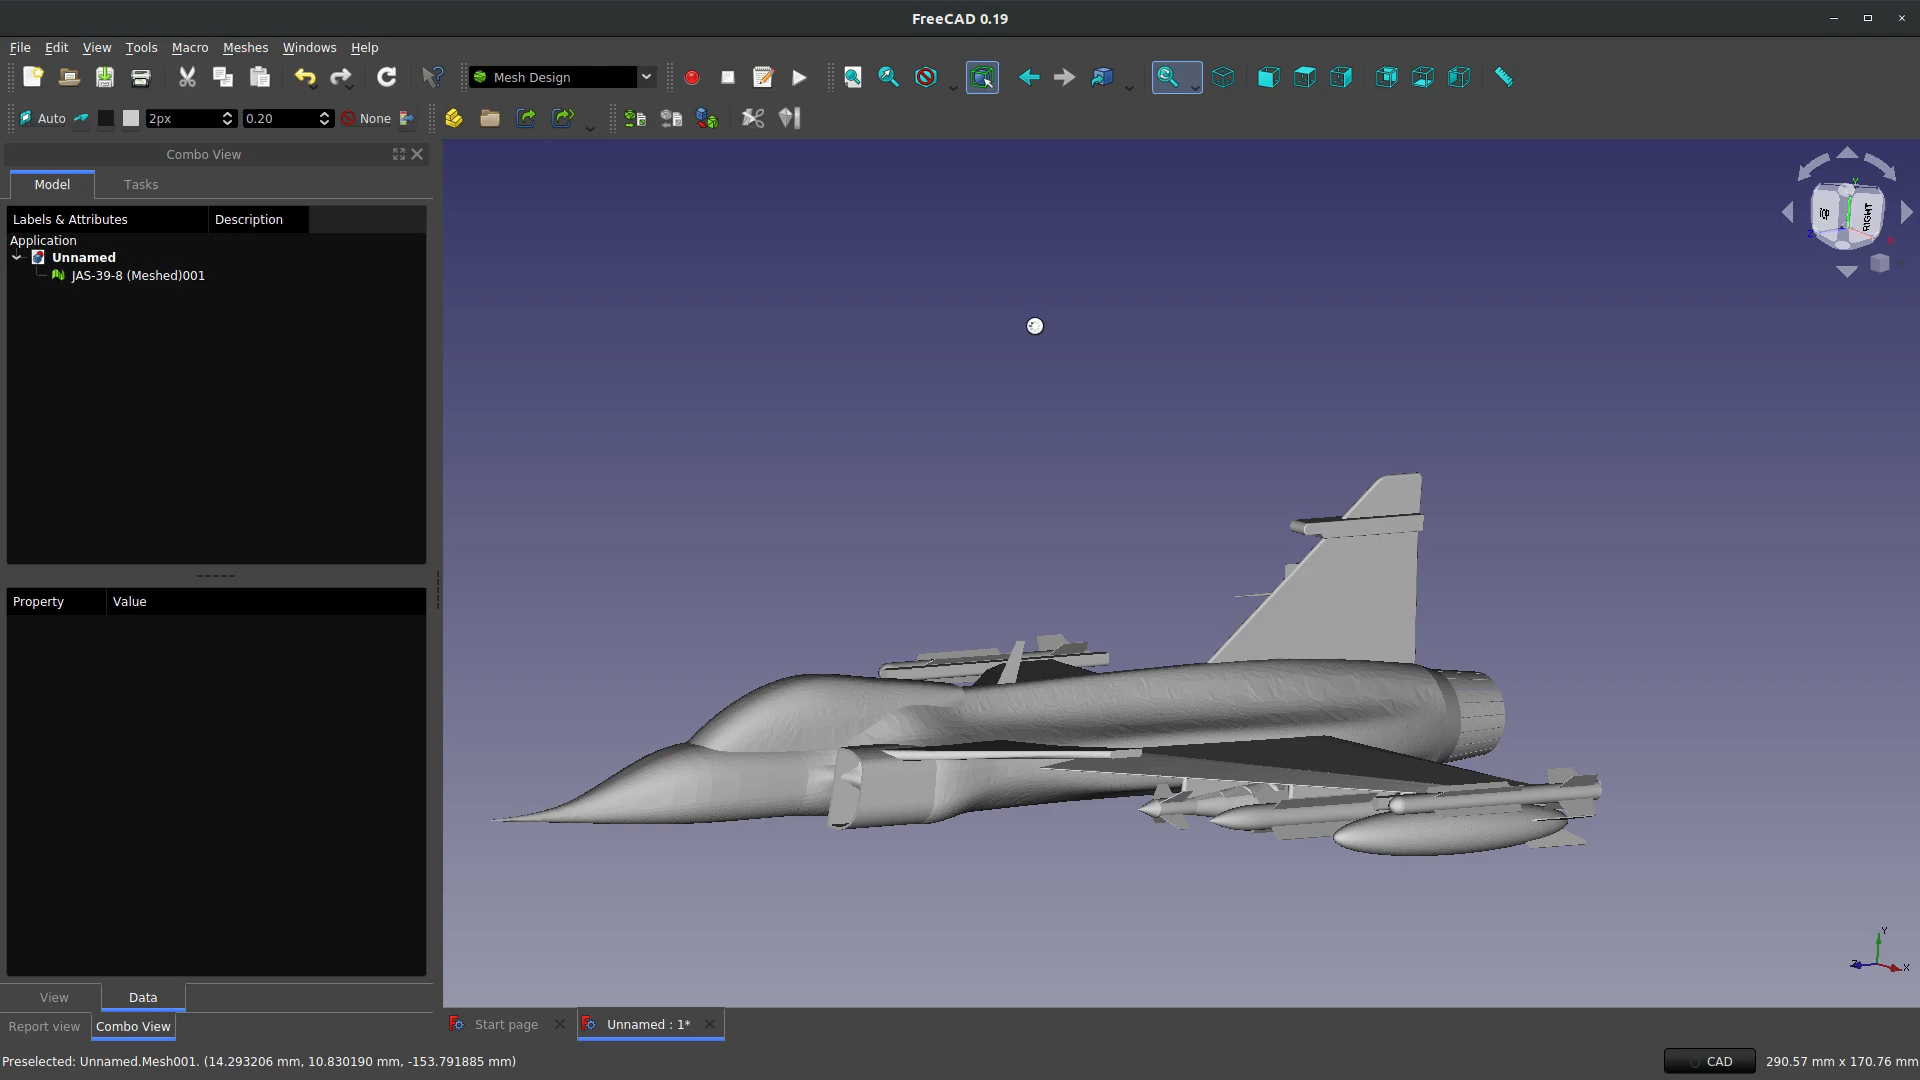 FreeCAD 0.19
File Edit View Tools Macro Meshes Windows Help
Mesh Design
Auto 2px 0.20 None
Combo View
Model Tasks
Labels & Attributes Description
Application
Unnamed
JAS-39-8 (Meshed)001
Property Value
View Data
Report view Combo View
Start page Unnamed : 1*
TOP RIGHT
Y
Y
Z X
Preselected: Unnamed.Mesh001. (14.293206 mm, 10.830190 mm, -153.791885 mm)
CAD 290.57 mm x 170.76 mm